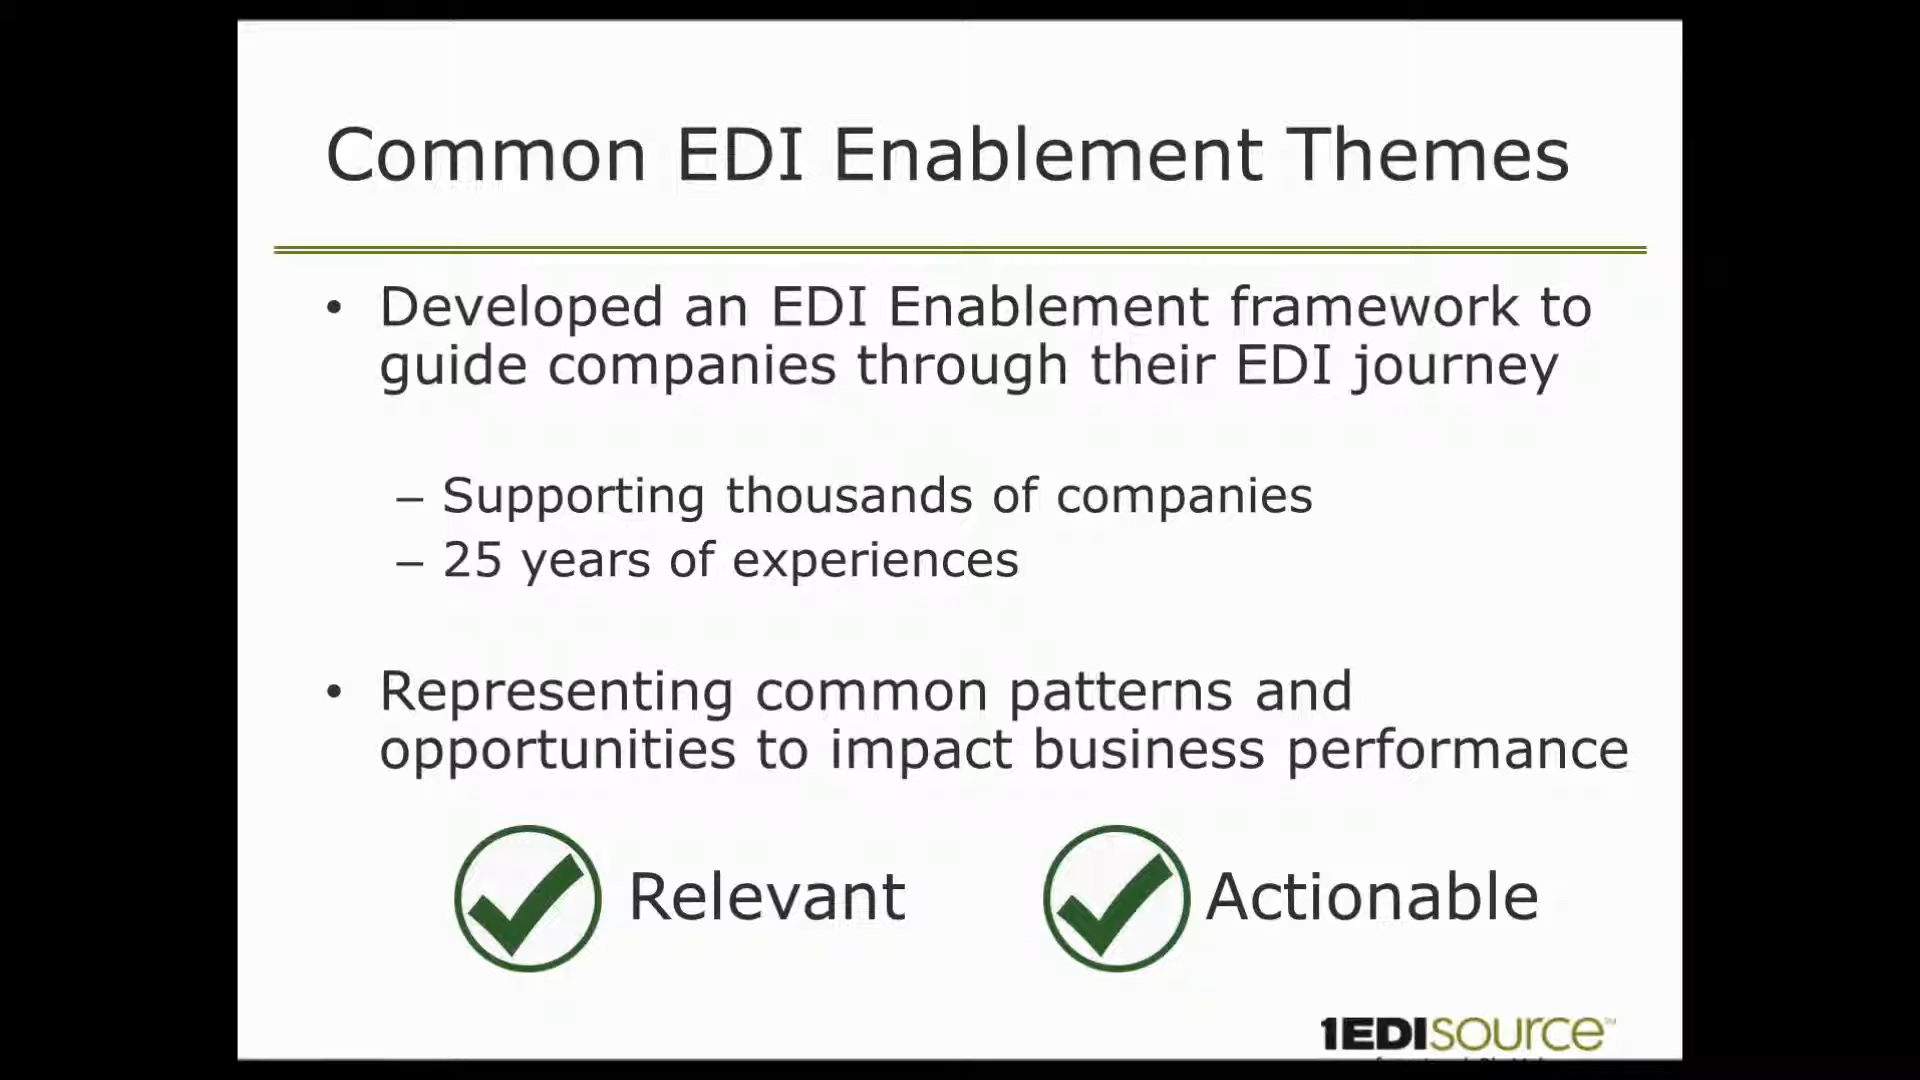 Common EDI Enablement Themes
• Developed an EDI Enablement framework to
guide companies through their EDI journey
– Supporting thousands of companies
– 25 years of experiences
• Representing common patterns and
opportunities to impact business performance
Relevant
Actionable
1EDISOURCE™